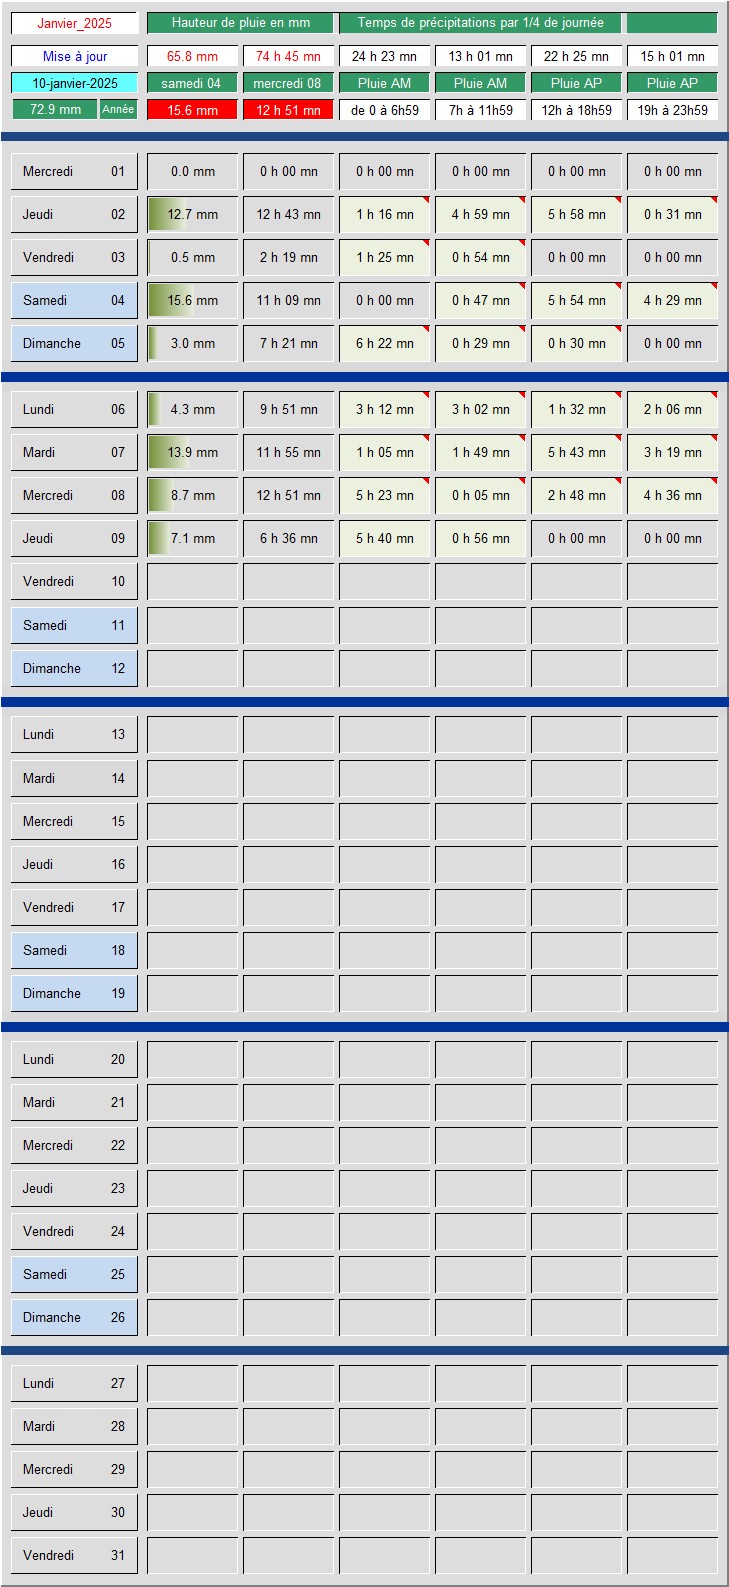 Janvier_2025 Hauteur de pluie en mm Temps de précipitations par 1/4 de journée
Mise à jour 65.8 mm 74 h 45 mn 24 h 23 mn 13 h 01 mn 22 h 25 mn 15 h 01 mn
10-janvier-2025 samedi 04 mercredi 08 Pluie AM Pluie AM Pluie AP Pluie AP
72.9 mm Année 15.6 mm 12 h 51 mn de 0 à 6h59 7h à 11h59 12h à 18h59 19h à 23h59
Mercredi 01 0.0 mm 0 h 00 mn 0 h 00 mn 0 h 00 mn 0 h 00 mn 0 h 00 mn
Jeudi 02 12.7 mm 12 h 43 mn 1 h 16 mn 4 h 59 mn 5 h 58 mn 0 h 31 mn
Vendredi 03 0.5 mm 2 h 19 mn 1 h 25 mn 0 h 54 mn 0 h 00 mn 0 h 00 mn
Samedi 04 15.6 mm 11 h 09 mn 0 h 00 mn 0 h 47 mn 5 h 54 mn 4 h 29 mn
Dimanche 05 3.0 mm 7 h 21 mn 6 h 22 mn 0 h 29 mn 0 h 30 mn 0 h 00 mn
Lundi 06 4.3 mm 9 h 51 mn 3 h 12 mn 3 h 02 mn 1 h 32 mn 2 h 06 mn
Mardi 07 13.9 mm 11 h 55 mn 1 h 05 mn 1 h 49 mn 5 h 43 mn 3 h 19 mn
Mercredi 08 8.7 mm 12 h 51 mn 5 h 23 mn 0 h 05 mn 2 h 48 mn 4 h 36 mn
Jeudi 09 7.1 mm 6 h 36 mn 5 h 40 mn 0 h 56 mn 0 h 00 mn 0 h 00 mn
Vendredi 10
Samedi 11
Dimanche 12
Lundi 13
Mardi 14
Mercredi 15
Jeudi 16
Vendredi 17
Samedi 18
Dimanche 19
Lundi 20
Mardi 21
Mercredi 22
Jeudi 23
Vendredi 24
Samedi 25
Dimanche 26
Lundi 27
Mardi 28
Mercredi 29
Jeudi 30
Vendredi 31